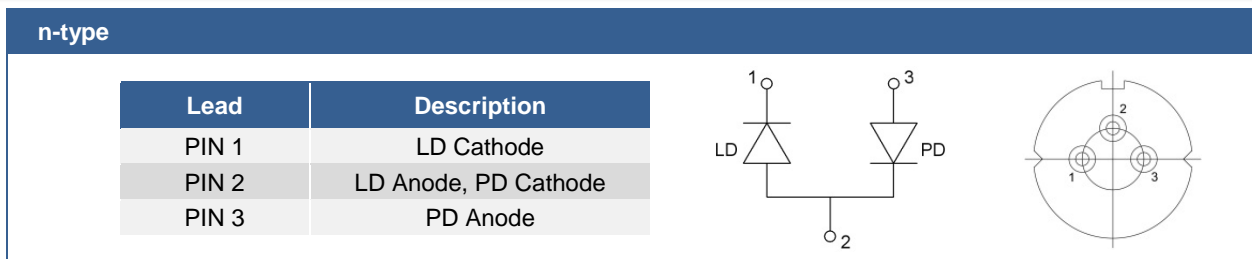 n-type
Lead Description
PIN 1 LD Cathode
PIN 2 LD Anode, PD Cathode
PIN 3 PD Anode
1 3
LD PD
2
2
1 3